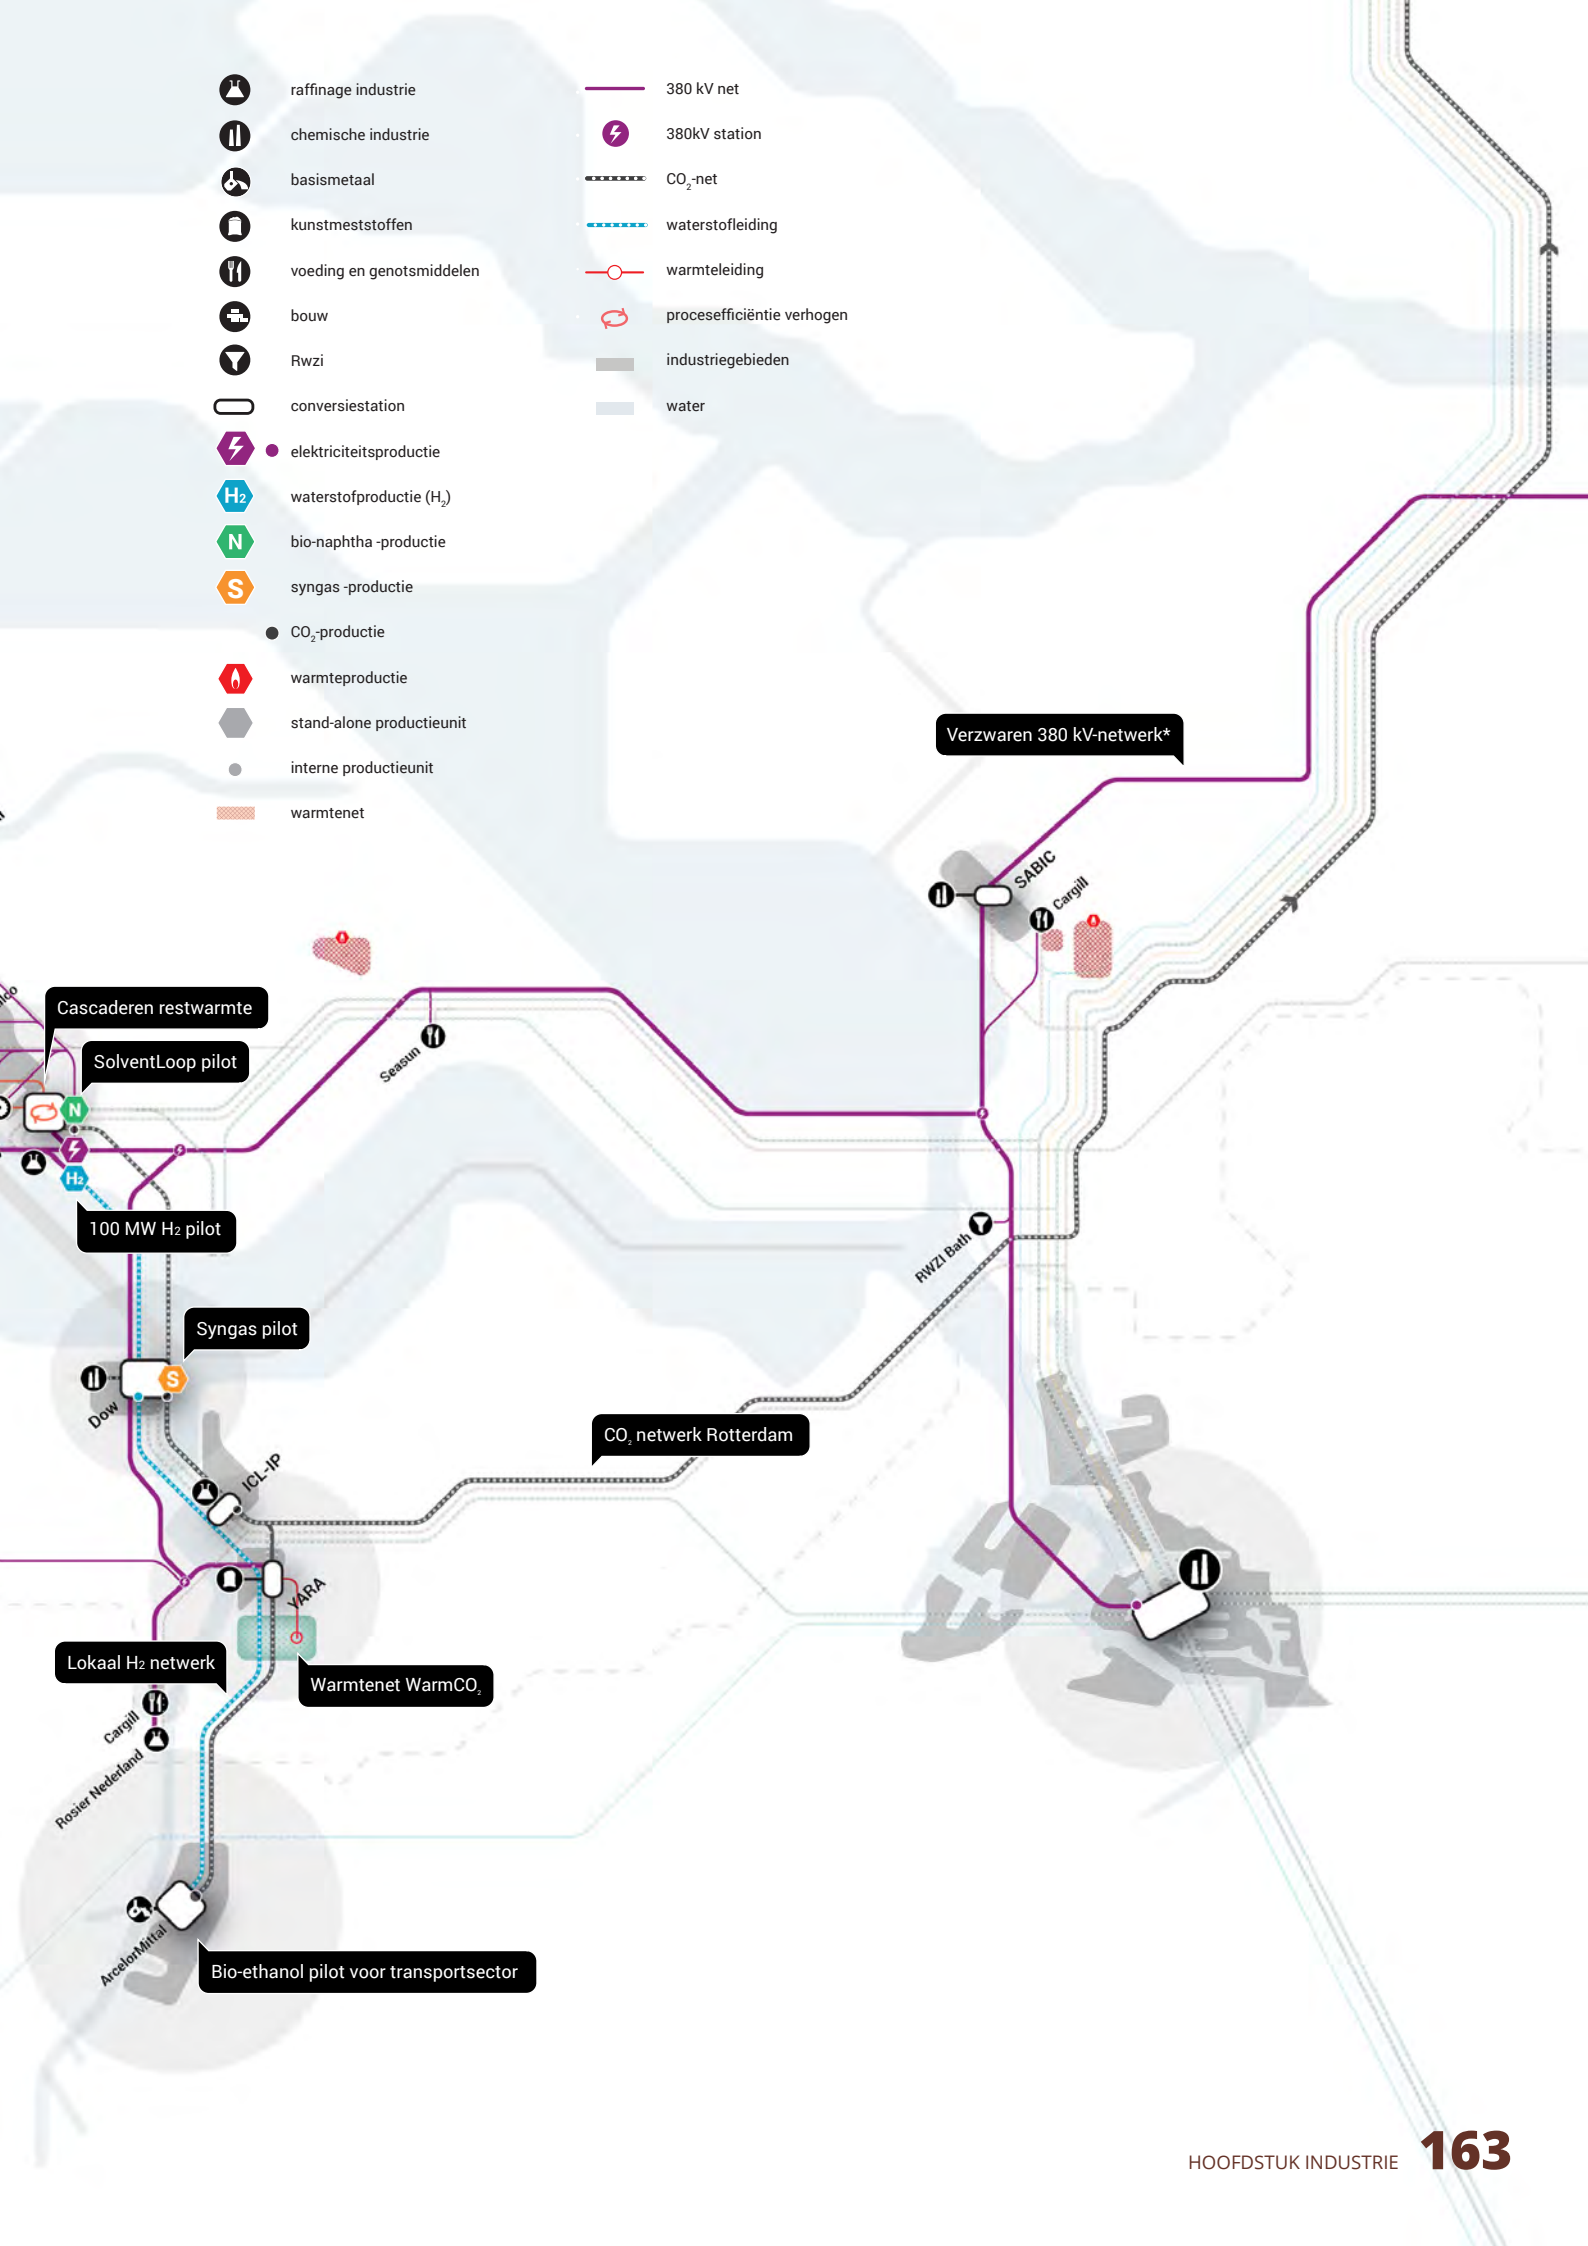 raffinage industrie
chemische industrie
basismetaal
kunstmeststoffen
voeding en genotsmiddelen
bouw
Rwzi
conversiestation
elektriciteitsproductie
H2 waterstofproductie (H2)
N bio-naphtha -productie
S syngas -productie
CO2-productie
warmteproductie
stand-alone productieunit
interne productieunit
warmtenet
380 kV net
380kV station
CO2-net
waterstofleiding
warmteleiding
procesefficiëntie verhogen
industriegebieden
water
Verzwaren 380 kV-netwerk*
SABIC
Cargill
Cascaderen restwarmte
SolventLoop pilot
Seasun
N
H2
100 MW H2 pilot
RWZI Bath
Syngas pilot
S
Dow
ICL-IP
CO2 netwerk Rotterdam
YARA
Lokaal H2 netwerk
Warmtenet WarmCO2
Cargill
Rosier Nederland
ArcelorMittal
Bio-ethanol pilot voor transportsector
HOOFDSTUK INDUSTRIE 163